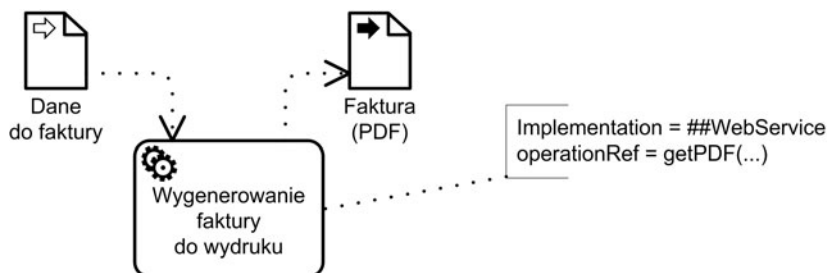 Dane
do faktury
Faktura
(PDF)
Implementation = ##WebService
operationRef = getPDF(...)
Wygenerowanie
faktury
do wydruku